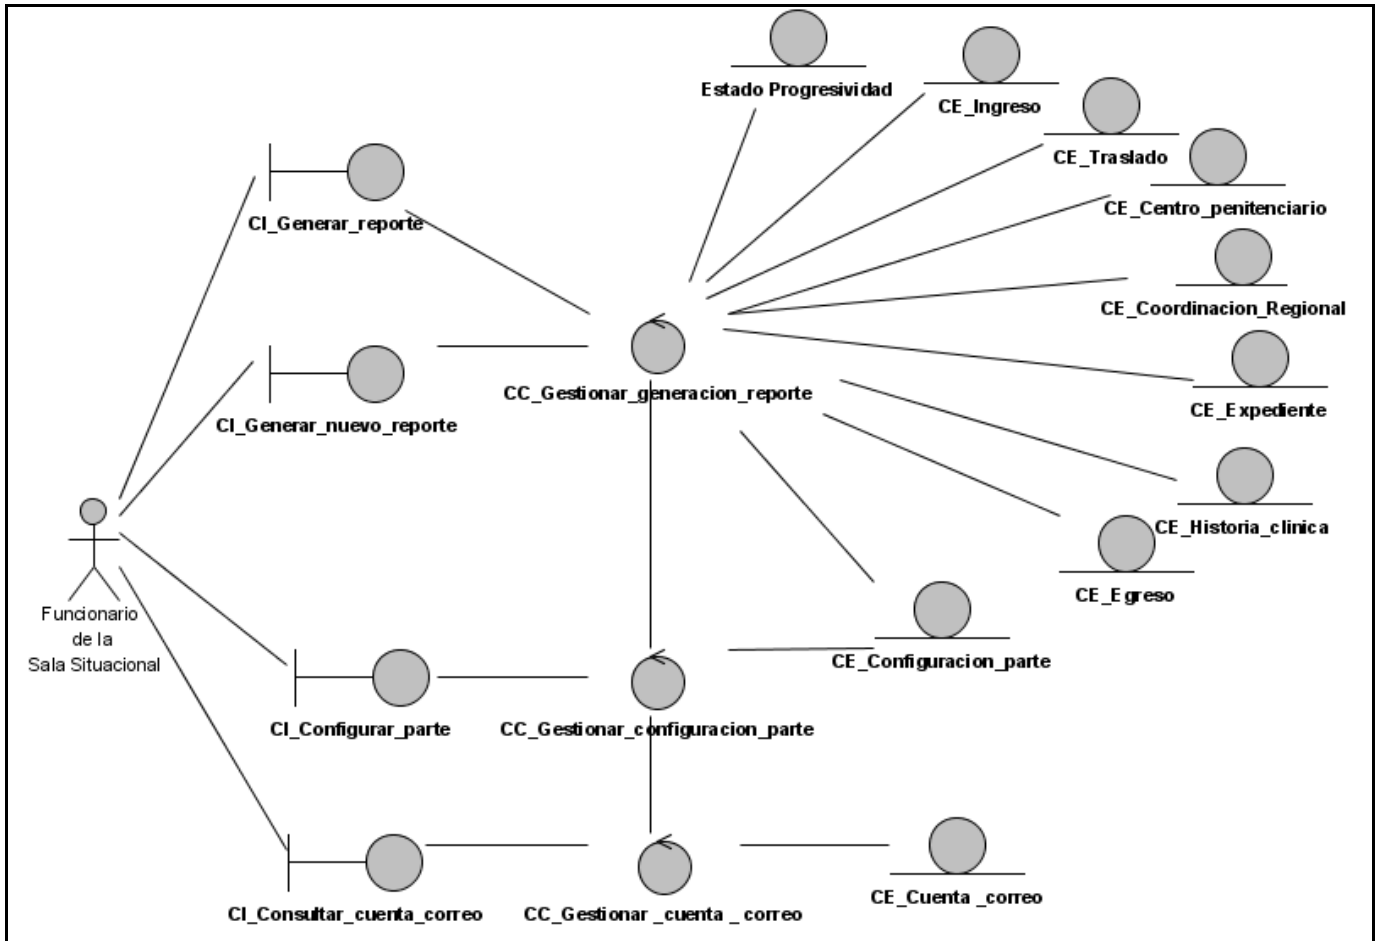 Estado Progresividad
CE_Ingreso
CE_Traslado
CE_Centro_penitenciario
CI_Generar_reporte
CE_Coordinacion_Regional
CC_Gestionar_generacion_reporte
CE_Expediente
CI_Generar_nuevo_reporte
CE_Historia_clinica
CE_Egreso
Funcionario
de la
Sala Situacional
CE_Configuracion_parte
CI_Configurar_parte
CC_Gestionar_configuracion_parte
CE_Cuenta _correo
CI_Consultar_cuenta_correo
CC_Gestionar _cuenta _ correo